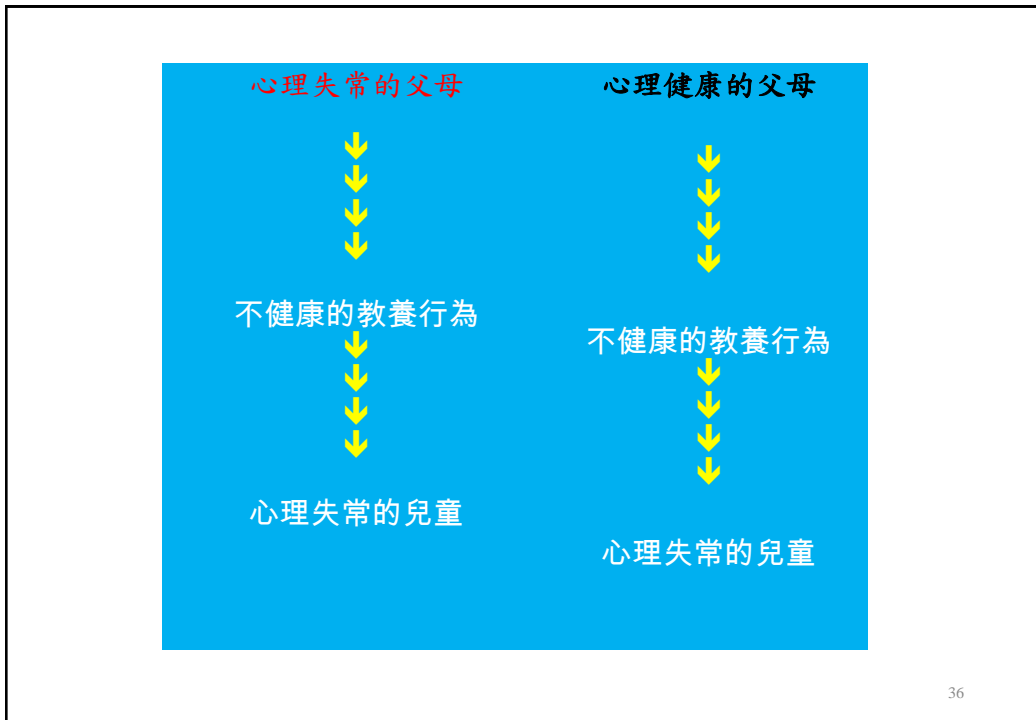 心理失常的父母
不健康的教養行為
心理失常的兒童
心理健康的父母
不健康的教養行為
心理失常的兒童
36